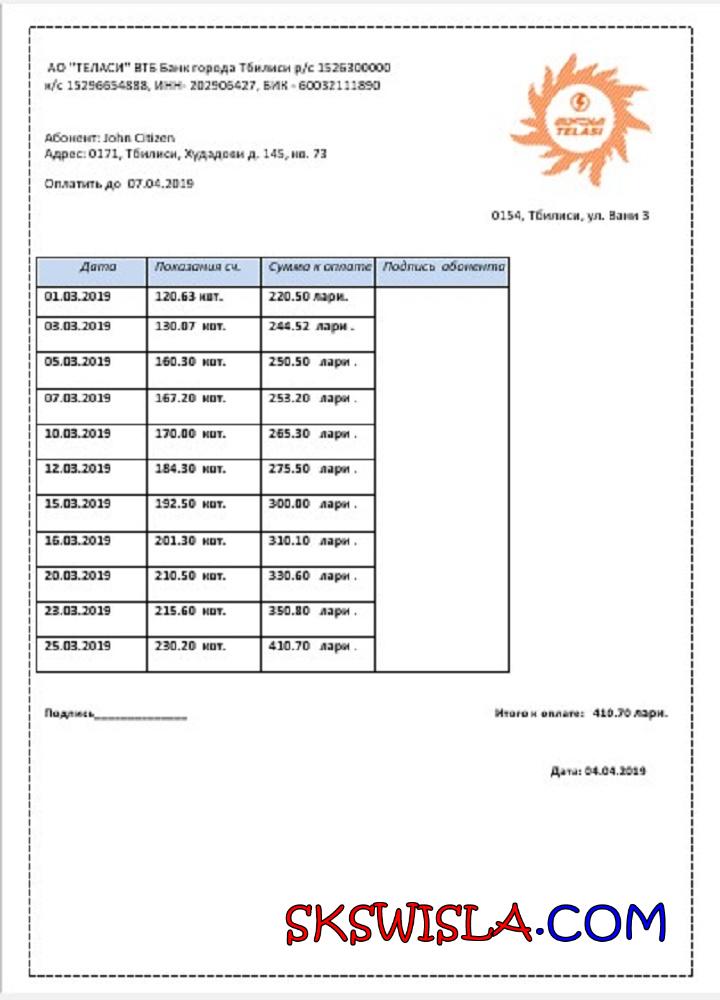 АО "ТЕЛАСИ" ВТБ Банк города Тбилиси р/с 1526300000
к/с 15296654888, ИНН- 202906427, БИК - 60032111890
TELASI
Абонент: John Citizen
Адрес: 0171, Тбилиси, Худадови д. 145, кв. 73
Оплатить до 07.04.2019
0154, Тбилиси, ул. Вани 3
Дата Показания сч. Сумма к оплате Подпись абонента
01.03.2019 120.63 квт. 220.50 лари.
03.03.2019 130.07 квт. 244.52 лари .
05.03.2019 160.30 квт. 250.50 лари .
07.03.2019 167.20 квт. 253.20 лари .
10.03.2019 170.00 квт. 265.30 лари .
12.03.2019 184.30 квт. 275.50 лари .
15.03.2019 192.50 квт. 300.00 лари .
16.03.2019 201.30 квт. 310.10 лари .
20.03.2019 210.50 квт. 330.60 лари .
23.03.2019 215.60 квт. 350.80 лари .
25.03.2019 230.20 квт. 410.70 лари .
Подпись______________ Итого к оплате: 410.70 лари.
Дата: 04.04.2019
SKSWISLA.COM